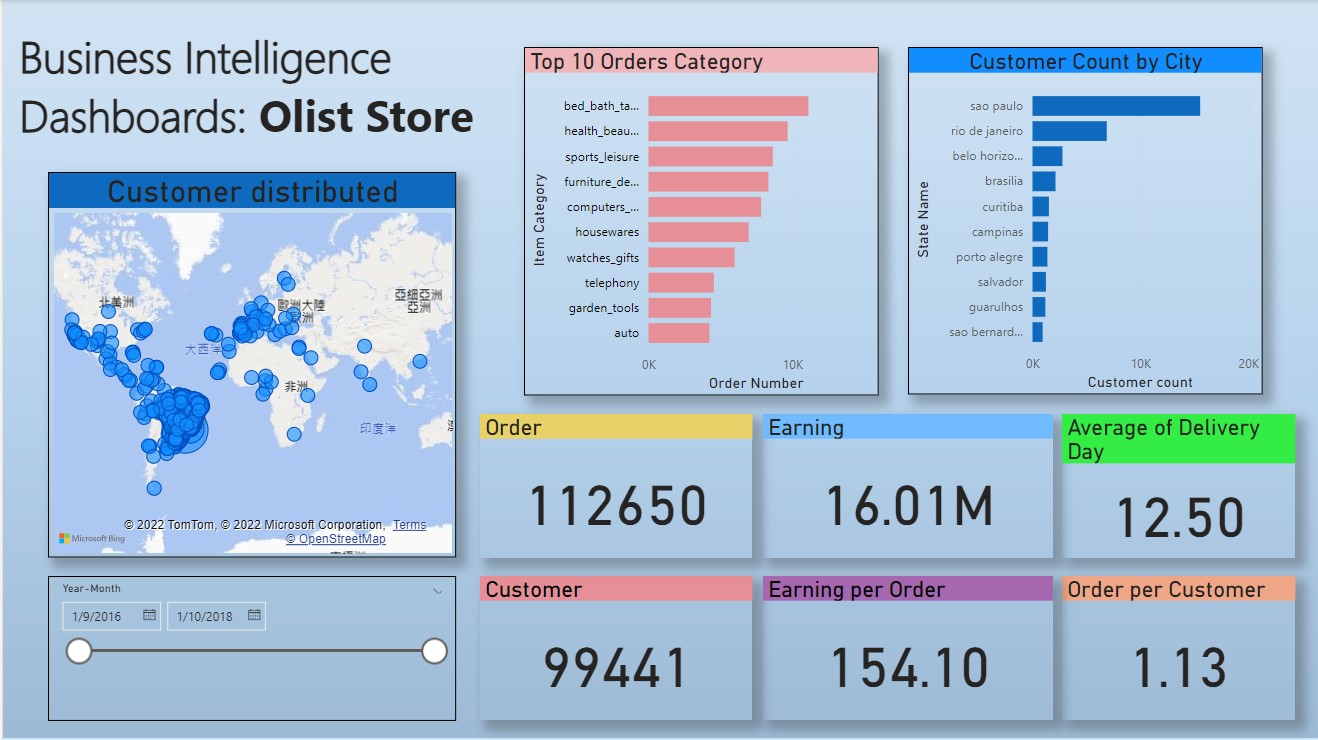 Business Intelligence
Dashboards: Olist Store
Customer distributed
北美洲
歐洲大陸
歐洲
亞細亞洲
亞洲
大西洋
非洲
印度洋
© 2022 TomTom, © 2022 Microsoft Corporation, Terms
© OpenStreetMap
Microsoft Bing
Year-Month
1/9/2016
1/10/2018
Top 10 Orders Category
Item Category
bed_bath_ta...
health_beau...
sports_leisure
furniture_de...
computers_...
housewares
watches_gifts
telephony
garden_tools
auto
0K 10K
Order Number
Customer Count by City
State Name
sao paulo
rio de janeiro
belo horizo...
brasilia
curitiba
campinas
porto alegre
salvador
guarulhos
sao bernard...
0K 10K 20K
Customer count
Order
112650
Earning
16.01M
Average of Delivery
Day
12.50
Customer
99441
Earning per Order
154.10
Order per Customer
1.13